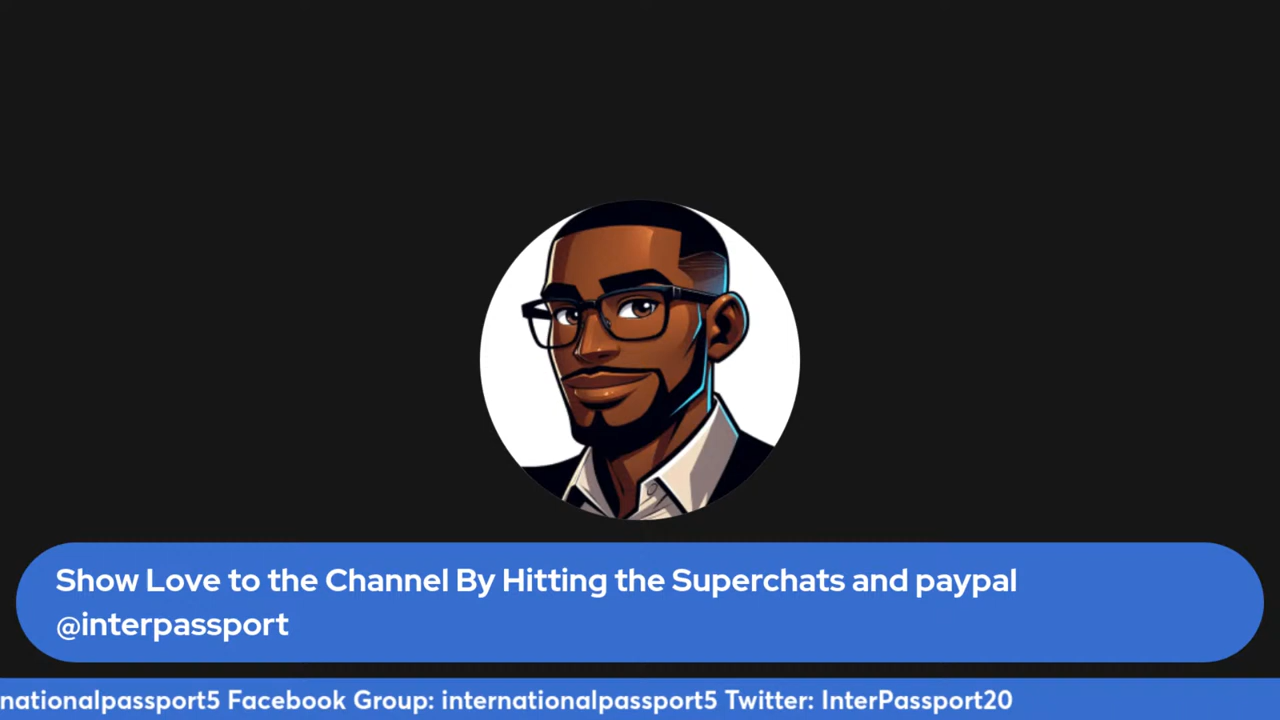 Show Love to the Channel By Hitting the Superchats and paypal
@interpassport
nationalpassport5 Facebook Group: internationalpassport5 Twitter: InterPassport20